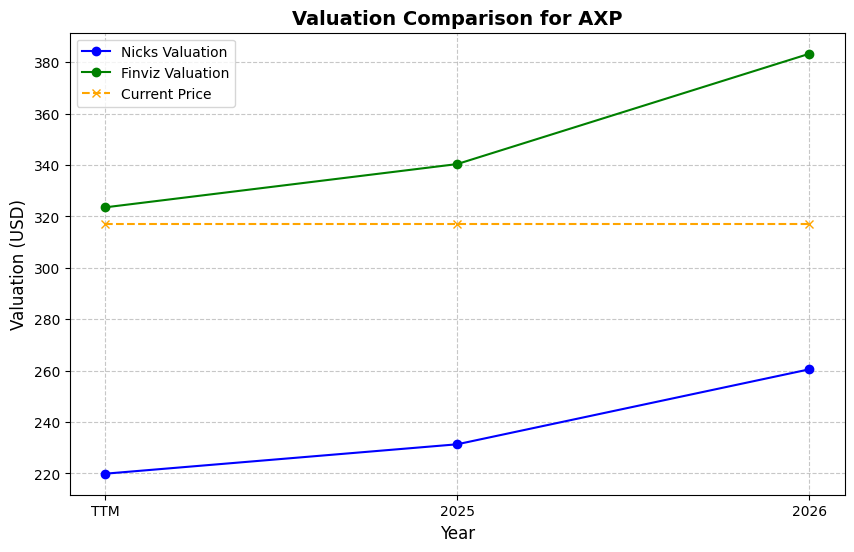 Valuation Comparison for AXP
Nicks Valuation
Finviz Valuation
Current Price
Valuation (USD)
380
360
340
320
300
280
260
240
220
TTM
2025
2026
Year